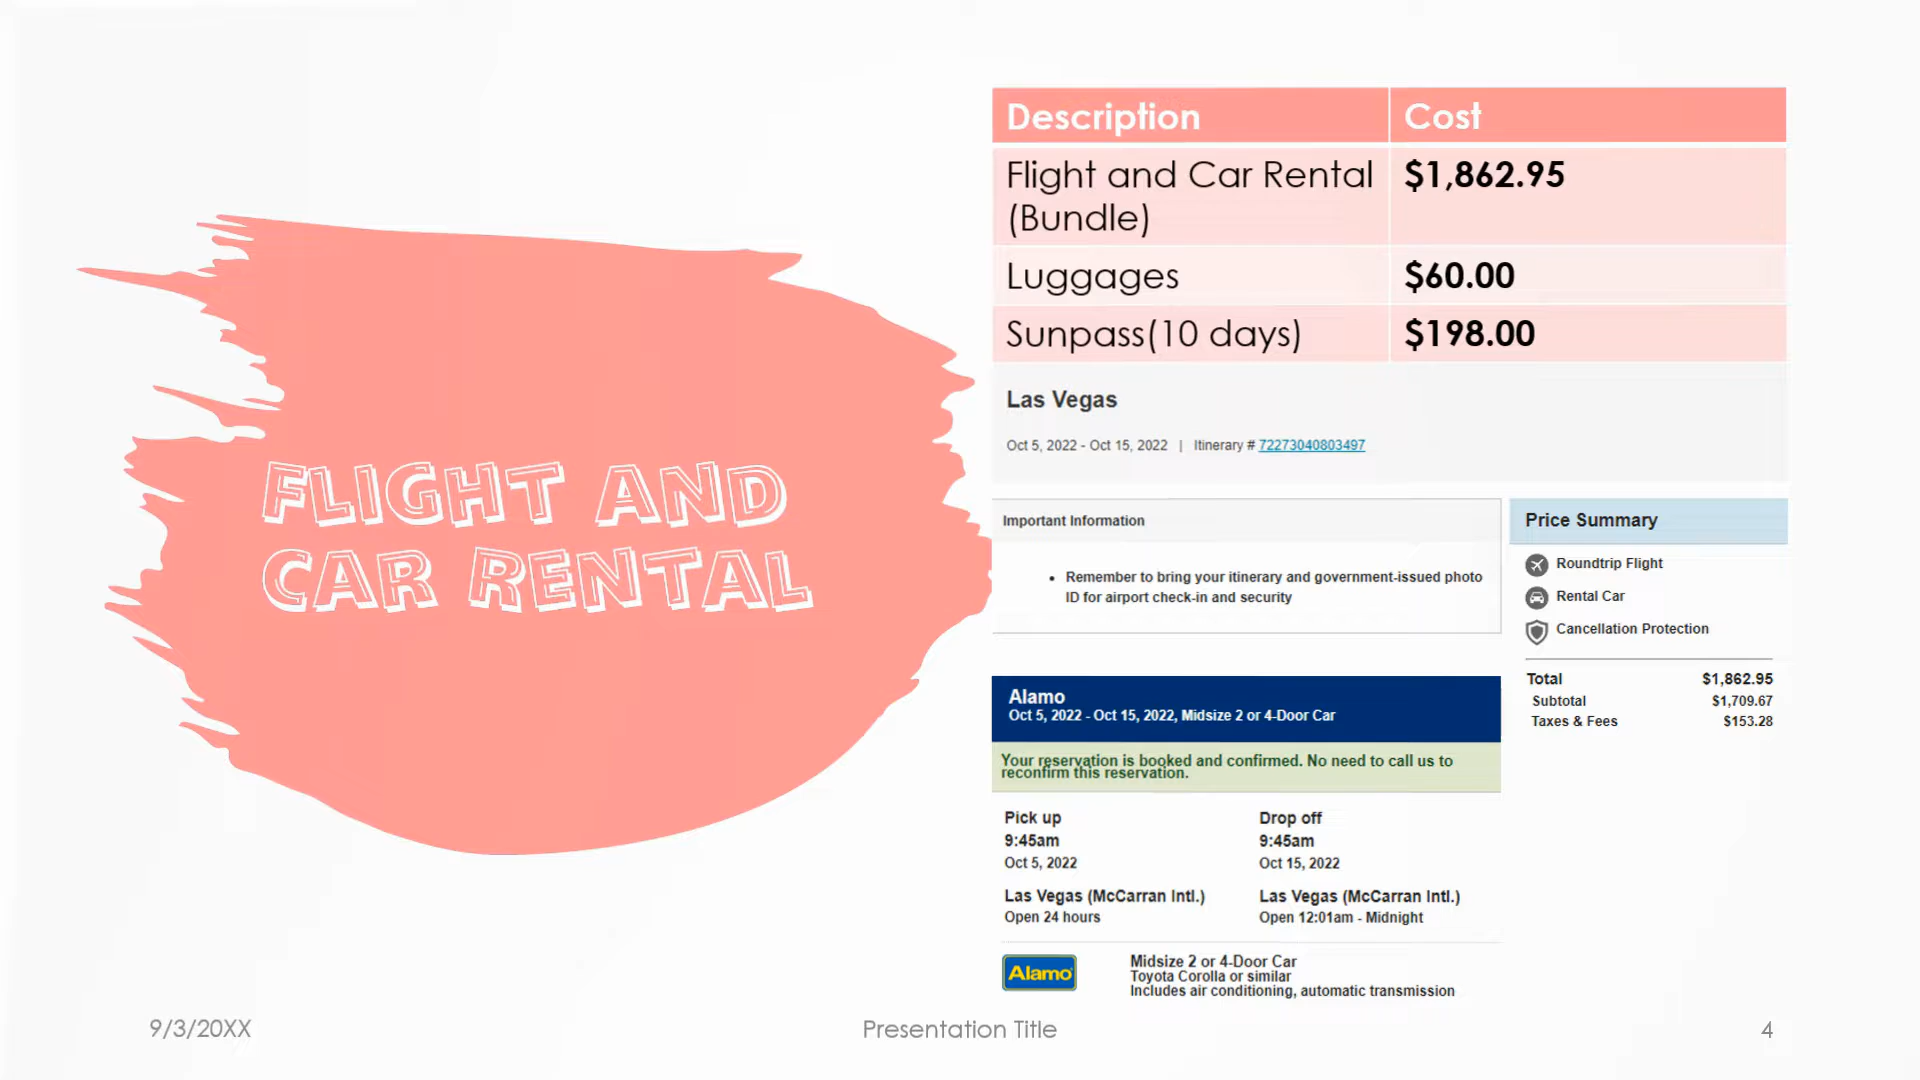 FLIGHT AND
CAR RENTAL
Description Cost
Flight and Car Rental $1,862.95
(Bundle)
Luggages $60.00
Sunpass(10 days) $198.00
Las Vegas
Oct 5, 2022 - Oct 15, 2022 | Itinerary # 72273040803497
Important Information
• Remember to bring your itinerary and government-issued photo
ID for airport check-in and security
Price Summary
Roundtrip Flight
Rental Car
Cancellation Protection
Total $1,862.95
Subtotal $1,709.67
Taxes & Fees $153.28
Alamo
Oct 5, 2022 - Oct 15, 2022, Midsize 2 or 4-Door Car
Your reservation is booked and confirmed. No need to call us to
reconfirm this reservation.
Pick up
9:45am
Oct 5, 2022
Las Vegas (McCarran Intl.)
Open 24 hours
Drop off
9:45am
Oct 15, 2022
Las Vegas (McCarran Intl.)
Open 12:01am - Midnight
Alamo
Midsize 2 or 4-Door Car
Toyota Corolla or similar
Includes air conditioning, automatic transmission
9/3/20XX
Presentation Title
4